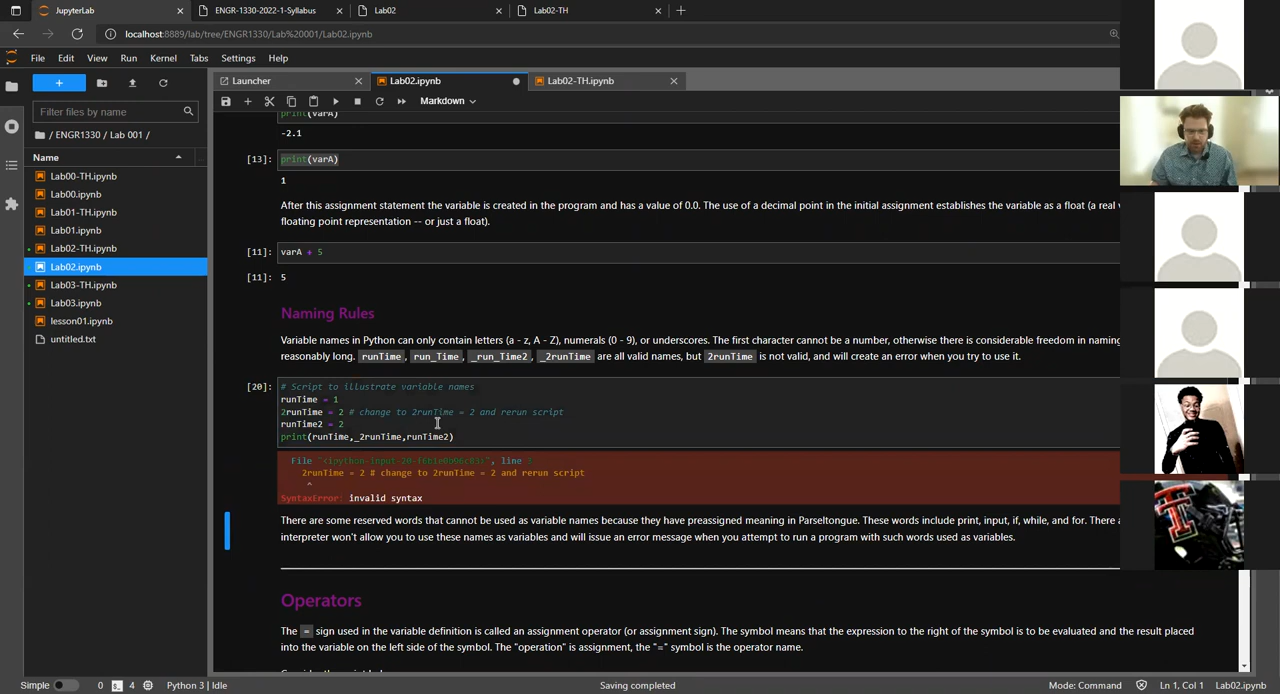 JupyterLab
ENGR-1330-2022-1-Syllabus
Lab02
Lab02-TH
localhost:8889/lab/tree/ENGR1330/Lab%20001/Lab02.ipynb
File Edit View Run Kernel Tabs Settings Help
Launcher
Lab02.ipynb
Lab02-TH.ipynb
Markdown
Filter files by name
/ ENGR1330 / Lab 001 /
Name
Lab00-TH.ipynb
Lab00.ipynb
Lab01-TH.ipynb
Lab01.ipynb
Lab02-TH.ipynb
Lab02.ipynb
Lab03-TH.ipynb
Lab03.ipynb
lesson01.ipynb
untitled.txt
print(varA)
-2.1
[13]: print(varA)
1
After this assignment statement the variable is created in the program and has a value of 0.0. The use of a decimal point in the initial assignment establishes the variable as a float (a real v
floating point representation -- or just a float).
[11]: varA + 5
[11]: 5
Naming Rules
Variable names in Python can only contain letters (a - z, A - Z), numerals (0 - 9), or underscores. The first character cannot be a number, otherwise there is considerable freedom in naming
reasonably long. runTime, run_Time, _run_Time2, _2runTime are all valid names, but 2runTime is not valid, and will create an error when you try to use it.
[20]: # Script to illustrate variable names
runTime = 1
2runTime = 2 # change to 2runTime = 2 and rerun script
runTime2 = 2
print(runTime,_2runTime,runTime2)
File line
2runTime = 2 # change to 2runTime = 2 and rerun script
^
SyntaxError: invalid syntax
There are some reserved words that cannot be used as variable names because they have preassigned meaning in Parseltongue. These words include print, input, if, while, and for. There a
interpreter won't allow you to use these names as variables and will issue an error message when you attempt to run a program with such words used as variables.
Operators
The = sign used in the variable definition is called an assignment operator (or assignment sign). The symbol means that the expression to the right of the symbol is to be evaluated and the result placed
into the variable on the left side of the symbol. The "operation" is assignment, the "=" symbol is the operator name.
Simple 0 4 Python 3 | Idle Saving completed Mode: Command Ln 1, Col 1 Lab02.ipynb